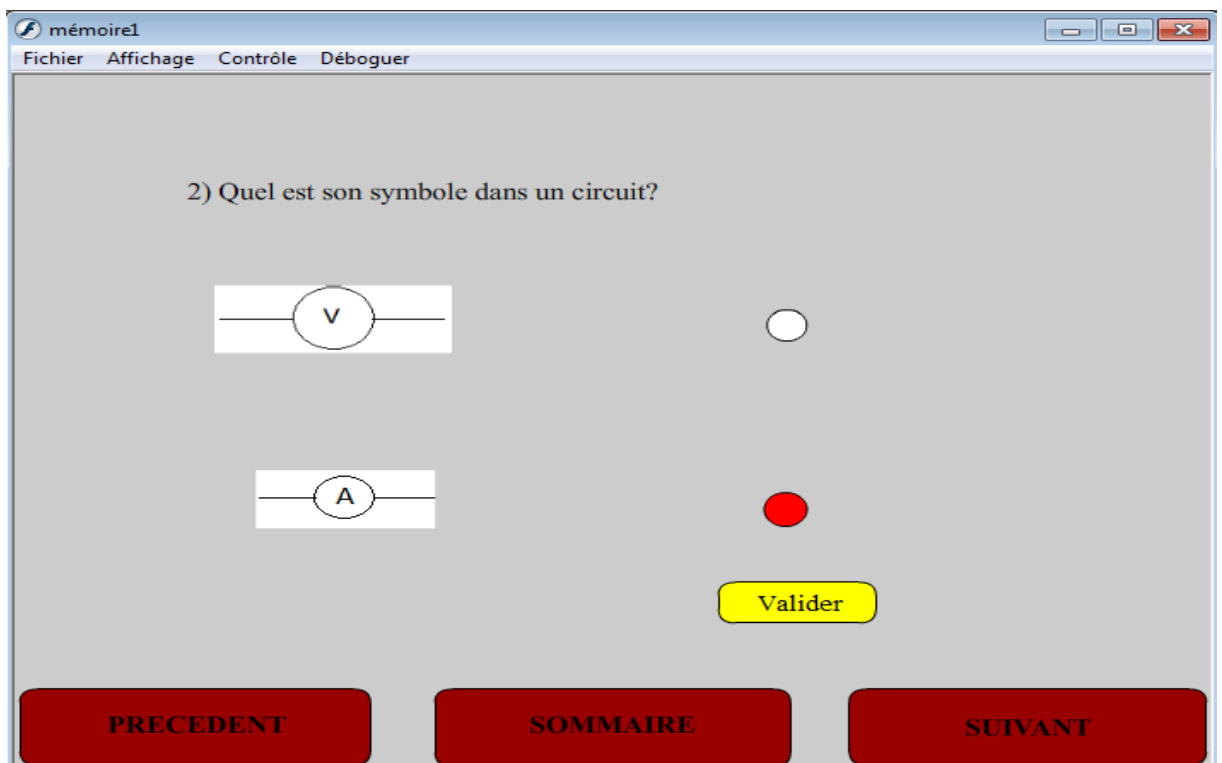 mémoire1
Fichier Affichage Contrôle Déboguer
2) Quel est son symbole dans un circuit?
V
A
Valider
PRECEDENT SOMMAIRE SUIVANT